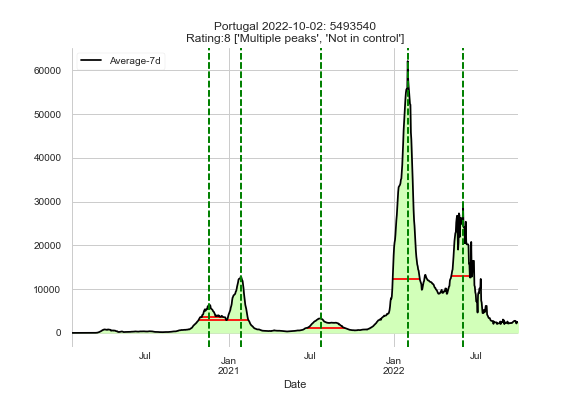 Portugal 2022-10-02: 5493540
Rating:8 ['Multiple peaks', 'Not in control']
Average-7d
60000
50000
40000
30000
20000
10000
0
Jul
Jan
2021
Jul
Jan
2022
Jul
Date